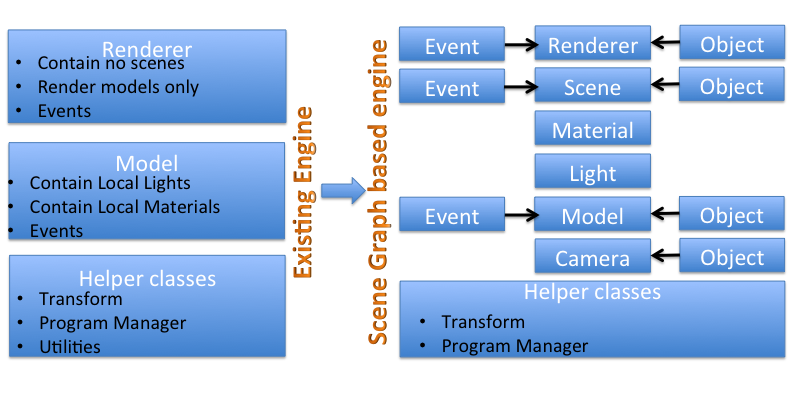 Renderer
• Contain no scenes
• Render models only
• Events
Model
• Contain Local Lights
• Contain Local Materials
• Events
Helper classes
• Transform
• Program Manager
• Utilities
Existing Engine
Scene Graph based engine
Event Renderer Object
Event Scene Object
Material
Light
Event Model Object
Camera Object
Helper classes
• Transform
• Program Manager